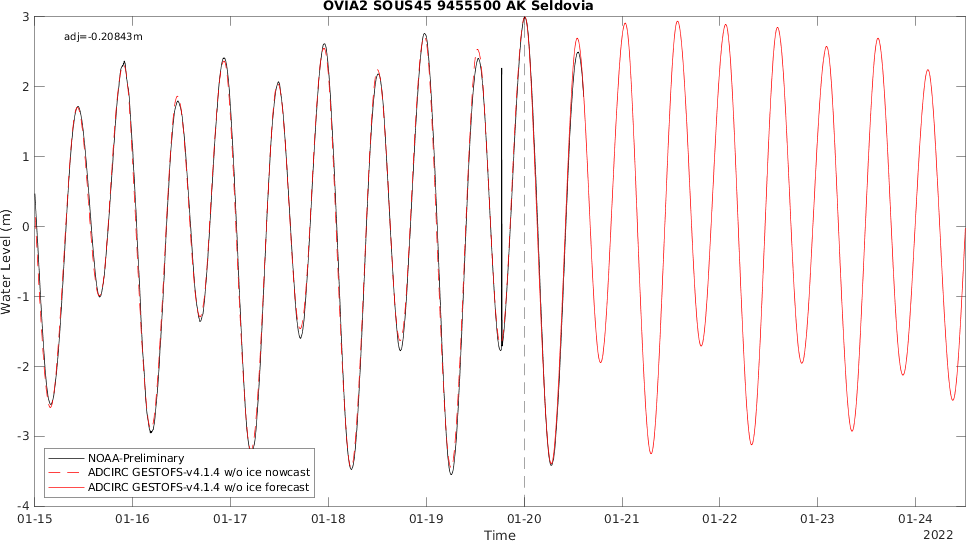 OVIA2 SOUS45 9455500 AK Seldovia
adj=-0.20843m
3
2
1
0
-1
-2
-3
-4
Water Level (m)
NOAA-Preliminary
ADCIRC GESTOFS-v4.1.4 w/o ice nowcast
ADCIRC GESTOFS-v4.1.4 w/o ice forecast
01-15 01-16 01-17 01-18 01-19 01-20 01-21 01-22 01-23 01-24
Time
2022